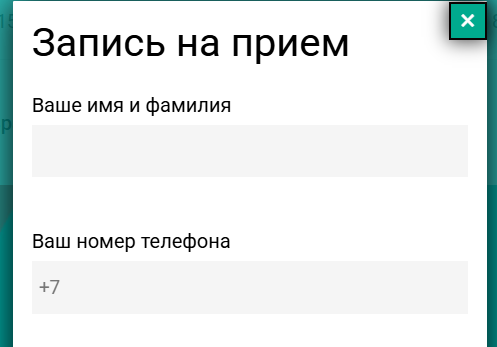 Запись на прием
Ваше имя и фамилия
Ваш номер телефона
+7